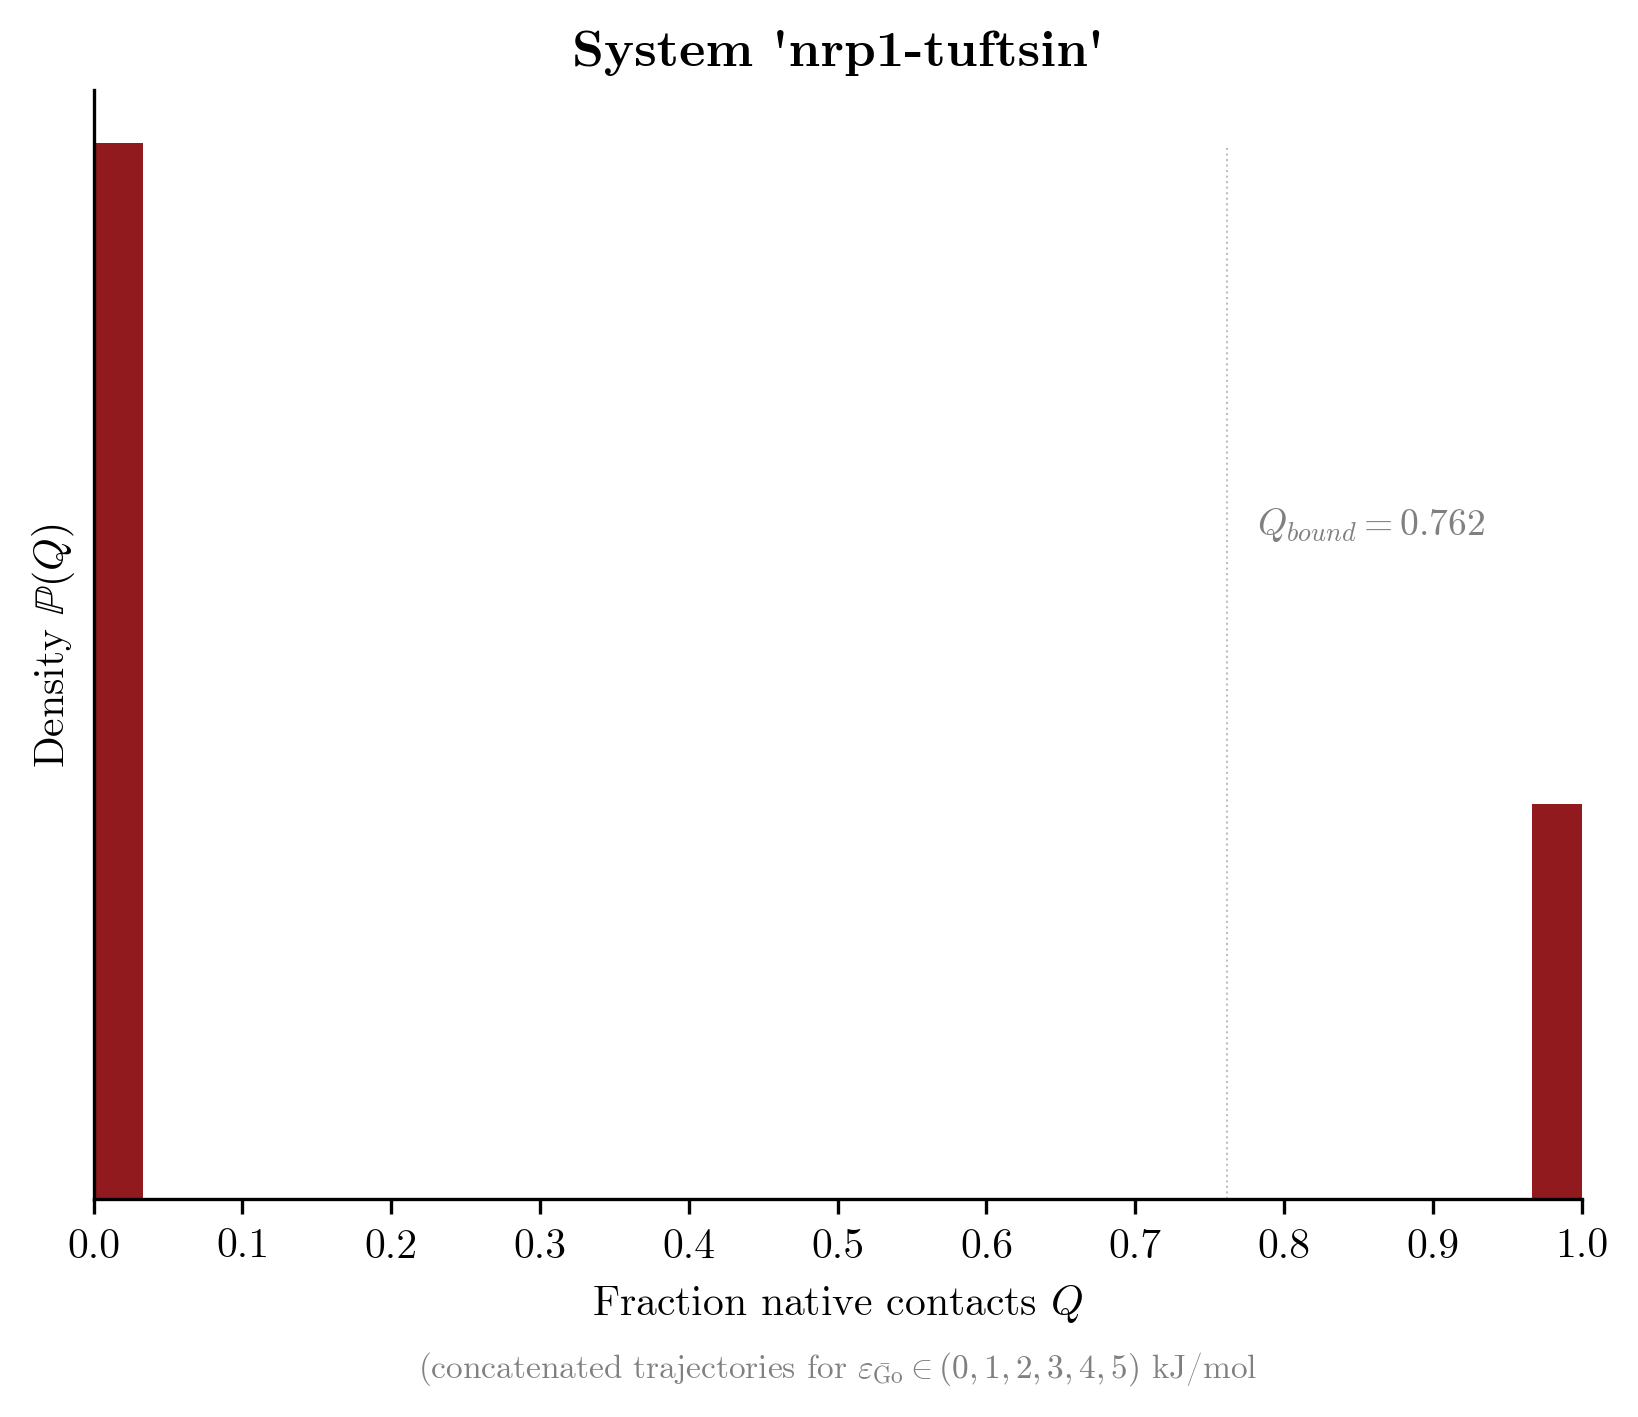 System 'nrp1-tuftsin'
Density ℙ(Q)
Q_bound = 0.762
0.0 0.1 0.2 0.3 0.4 0.5 0.6 0.7 0.8 0.9 1.0
Fraction native contacts Q
(concatenated trajectories for ε_Ḡo ∈ (0, 1, 2, 3, 4, 5) kJ/mol